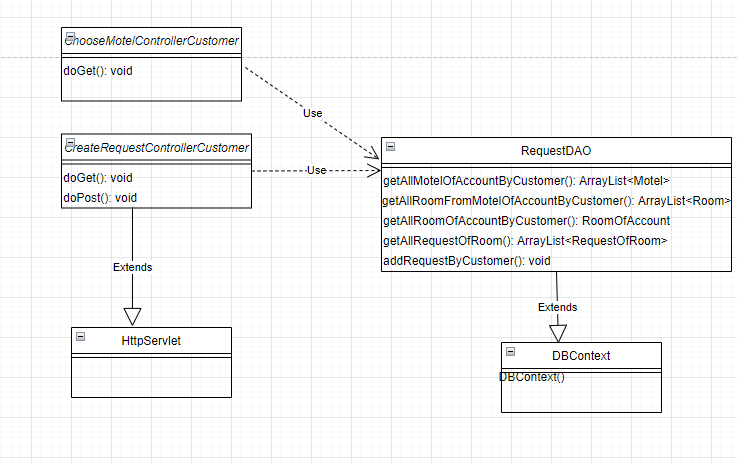 ChooseMotelControllerCustomer
doGet(): void
Use
CreateRequestControllerCustomer
doGet(): void
doPost(): void
Use
RequestDAO
getAllMotelOfAccountByCustomer(): ArrayList<Motel>
getAllRoomFromMotelOfAccountByCustomer(): ArrayList<Room>
getAllRoomOfAccountByCustomer(): RoomOfAccount
getAllRequestOfRoom(): ArrayList<RequestOfRoom>
addRequestByCustomer(): void
Extends
Extends
HttpServlet
DBContext
DBContext()